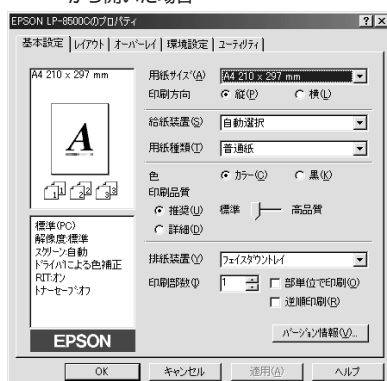 から開いた場合
EPSON LP-8500Cのプロパティ
基本設定 レイアウト オーバーレイ 環境設定 ユーティリティ
A4 210 x 297 mm
A
1 1 2 2 3 3
標準(PC)
解像度:標準
スクリーン:自動
ドライバによる色補正
RIT:オン
トナーセーブ:オフ
EPSON
用紙サイズ(A) A4 210 x 297 mm
印刷方向 縦(P) 横(L)
給紙装置(S) 自動選択
用紙種類(T) 普通紙
色 カラー(C) 黒(K)
印刷品質
推奨(U) 標準 高品質
詳細(D)
排紙装置(Y) フェイスダウントレイ
印刷部数(I) 1 部単位で印刷(O)
逆順印刷(R)
バージョン情報(V)...
OK キャンセル 適用(A) ヘルプ